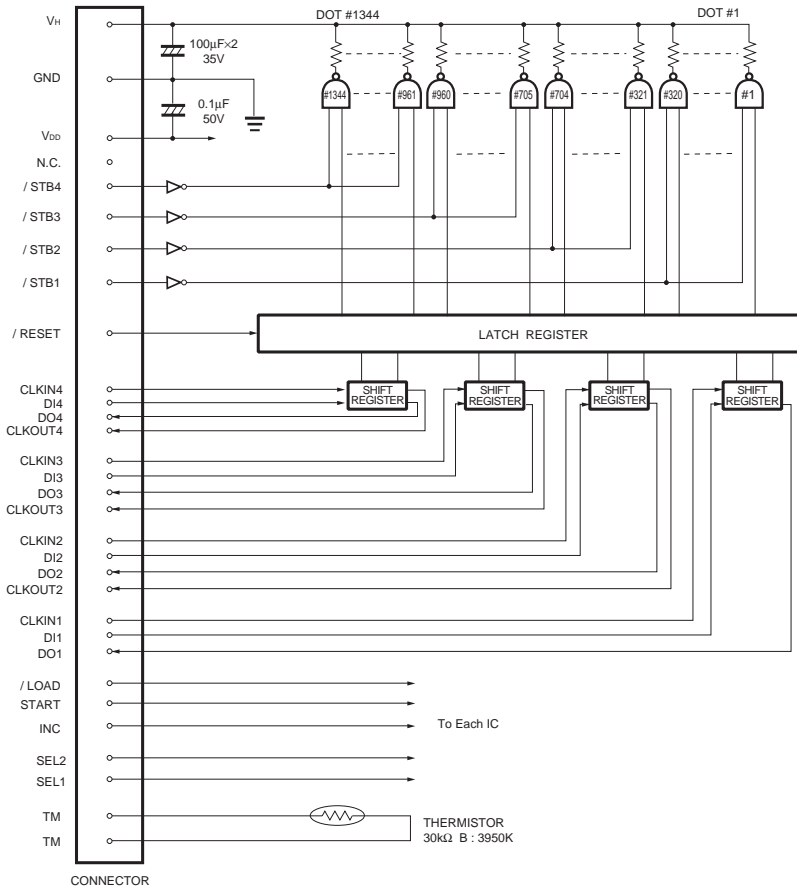 DOT #1344
DOT #1
VH
100μF×2
35V
GND
0.1μF
50V
VDD
N.C.
#1344
#961
#960
#705
#704
#321
#320
#1
/ STB4
/ STB3
/ STB2
/ STB1
/ RESET
LATCH REGISTER
CLKIN4
DI4
DO4
CLKOUT4
SHIFT
REGISTER
SHIFT
REGISTER
SHIFT
REGISTER
SHIFT
REGISTER
CLKIN3
DI3
DO3
CLKOUT3
CLKIN2
DI2
DO2
CLKOUT2
CLKIN1
DI1
DO1
/ LOAD
START
INC
To Each IC
SEL2
SEL1
TM
TM
THERMISTOR
30kΩ B : 3950K
CONNECTOR